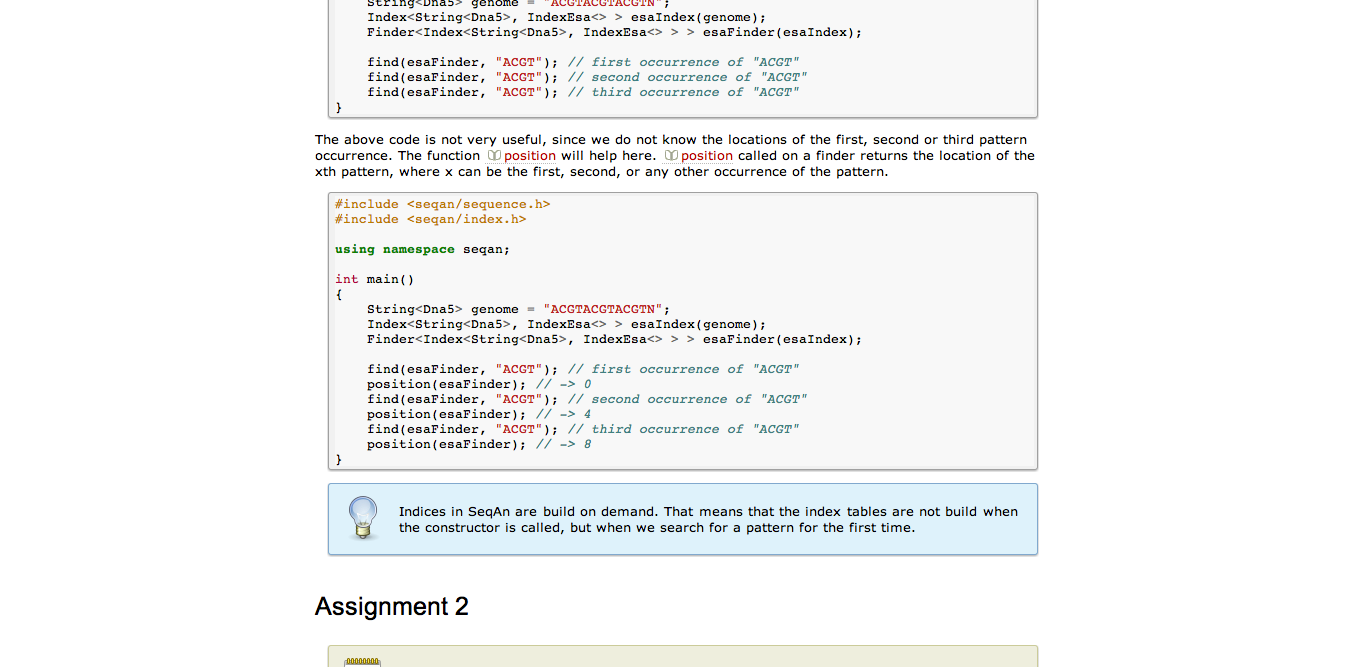 String<Dna5> genome = "ACGTACGTACGTN";
Index<String<Dna5>, IndexEsa<> > esaIndex(genome);
Finder<Index<String<Dna5>, IndexEsa<> > > esaFinder(esaIndex);
find(esaFinder, "ACGT"); // first occurrence of "ACGT"
find(esaFinder, "ACGT"); // second occurrence of "ACGT"
find(esaFinder, "ACGT"); // third occurrence of "ACGT"
}
The above code is not very useful, since we do not know the locations of the first, second or third pattern
occurrence. The function position will help here. position called on a finder returns the location of the
xth pattern, where x can be the first, second, or any other occurrence of the pattern.
#include <seqan/sequence.h>
#include <seqan/index.h>
using namespace seqan;
int main()
{
String<Dna5> genome = "ACGTACGTACGTN";
Index<String<Dna5>, IndexEsa<> > esaIndex(genome);
Finder<Index<String<Dna5>, IndexEsa<> > > esaFinder(esaIndex);
find(esaFinder, "ACGT"); // first occurrence of "ACGT"
position(esaFinder); // -> 0
find(esaFinder, "ACGT"); // second occurrence of "ACGT"
position(esaFinder); // -> 4
find(esaFinder, "ACGT"); // third occurrence of "ACGT"
position(esaFinder); // -> 8
}
Indices in SeqAn are build on demand. That means that the index tables are not build when
the constructor is called, but when we search for a pattern for the first time.
Assignment 2